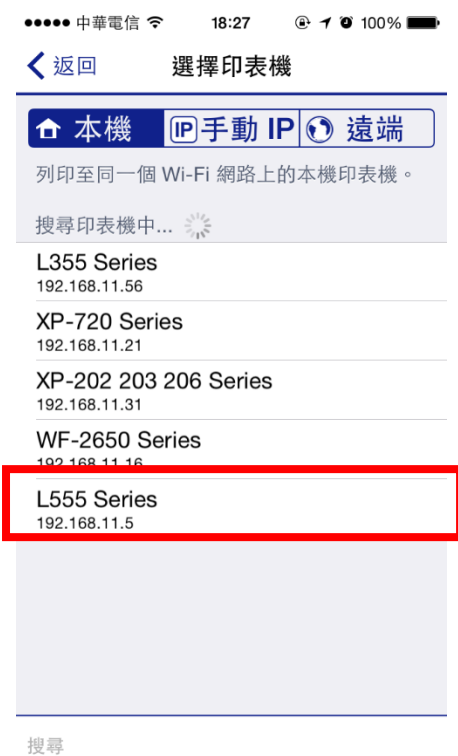 中華電信 18:27 100%
返回 選擇印表機
本機 IP 手動 IP 遠端
列印至同一個 Wi-Fi 網路上的本機印表機。
搜尋印表機中...
L355 Series
192.168.11.56
XP-720 Series
192.168.11.21
XP-202 203 206 Series
192.168.11.31
WF-2650 Series
192.168.11.16
L555 Series
192.168.11.5
搜尋